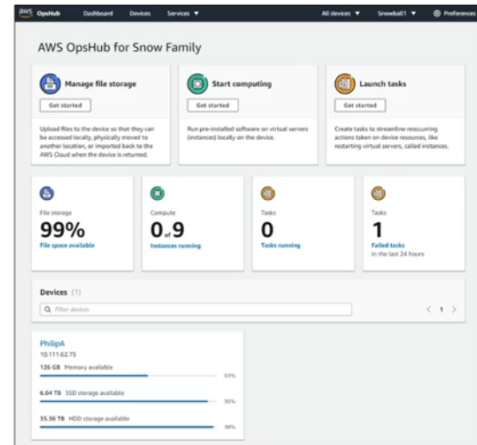 aws OpsHub Dashboard Devices Services All devices Snowball1 Preferences
AWS OpsHub for Snow Family
Manage file storage
Get started
Upload files to the device so that they can
be accessed locally, physically moved to
another location, or imported back to the
AWS Cloud when the device is returned.
Start computing
Get started
Run pre-installed software on virtual servers
(instances) locally on the device.
Launch tasks
Get started
Create tasks to streamline reoccurring
actions taken on device resources, like
restarting virtual servers, called instances.
File storage
99%
File space available
Compute
0 of 9
Instances running
Tasks
0
Tasks running
Tasks
1
Failed tasks
in the last 24 hours
Devices (1)
Filter devices
< 1 >
PhilipA
10.111.62.75
126 GB Memory available
61%
6.04 TB SSD storage available
95%
35.56 TB HDD storage available
98%